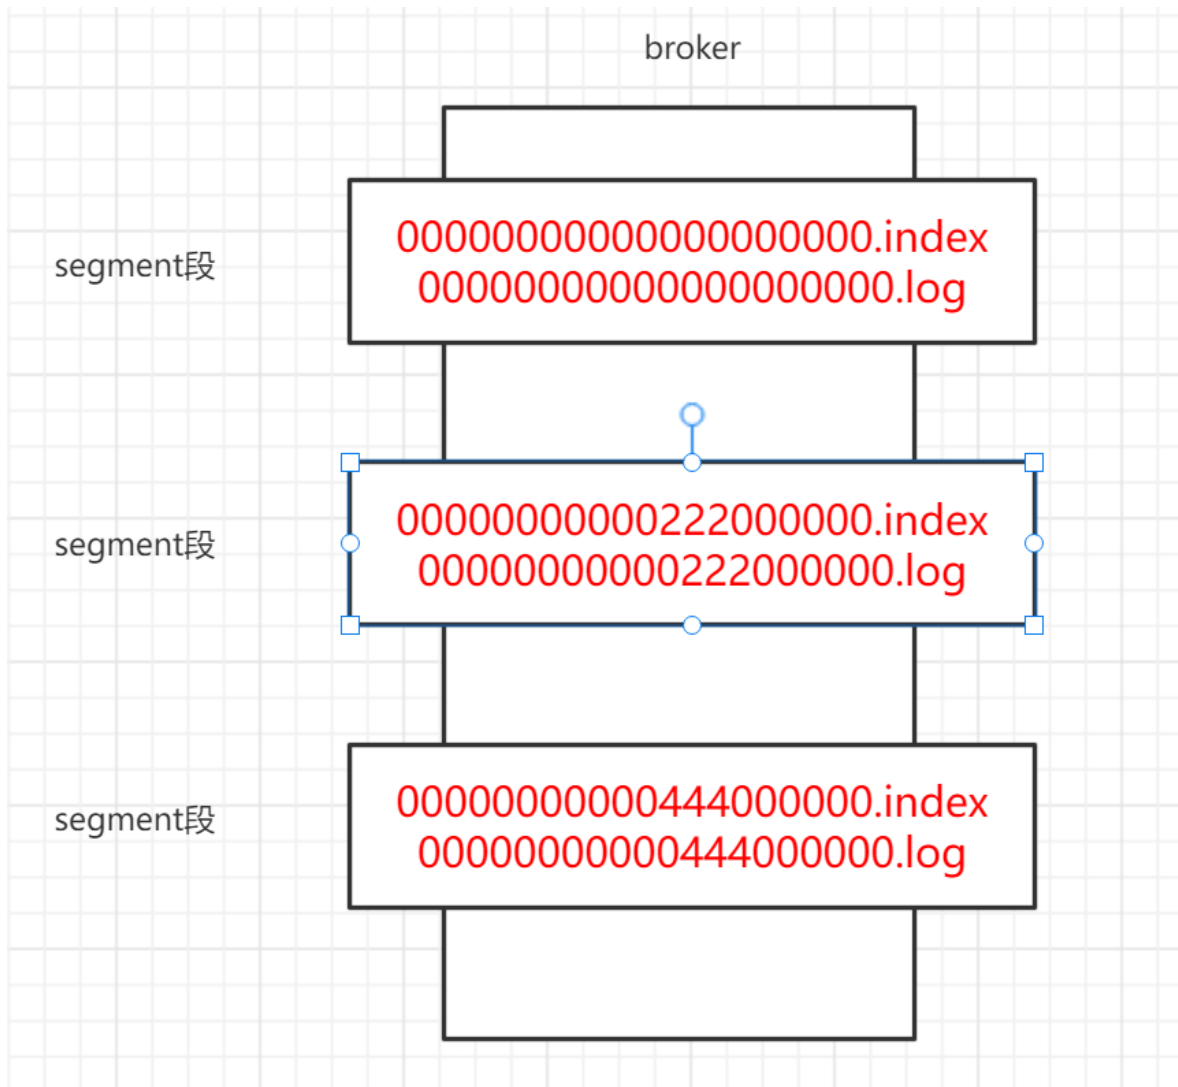 broker
segment段
00000000000000000000.index
00000000000000000000.log
segment段
00000000000222000000.index
00000000000222000000.log
segment段
00000000000444000000.index
00000000000444000000.log